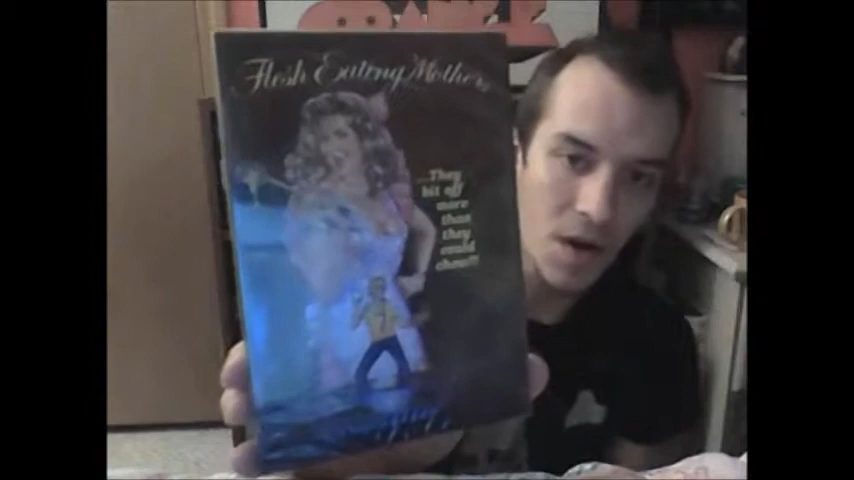 Flesh Eating Mothers
...They
bit off
more
than
they
could
chew!!!